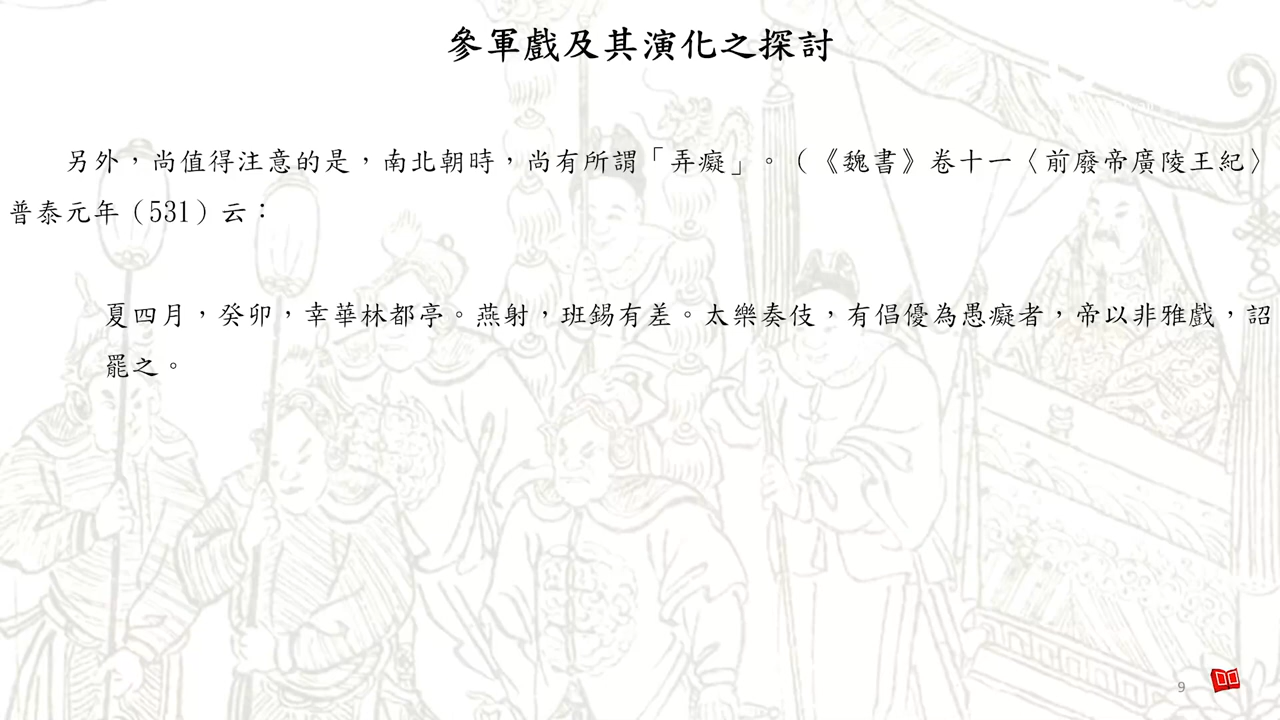 參軍戲及其演化之探討
另外，尚值得注意的是，南北朝時，尚有所謂「弄癡」。（《魏書》卷十一〈前廢帝廣陵王紀〉
普泰元年（531）云：
夏四月，癸卯，幸華林都亭。燕射，班錫有差。太樂奏伎，有倡優為愚癡者，帝以非雅戲，詔
罷之。
9